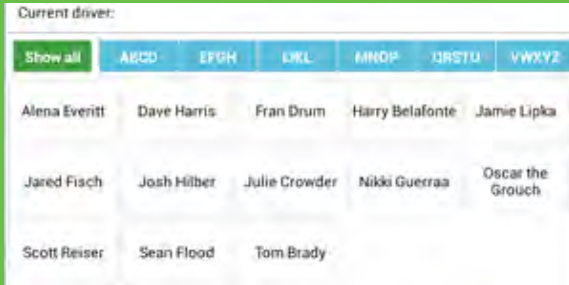 Current driver:
Show all ABCD EFGH IJKL MNOP QRSTU VWXYZ
Alena Everitt Dave Harris Fran Drum Harry Belafonte Jamie Lipka
Jared Fisch Josh Hilber Julie Crowder Nikki Guerraa Oscar the
Grouch
Scott Reiser Sean Flood Tom Brady